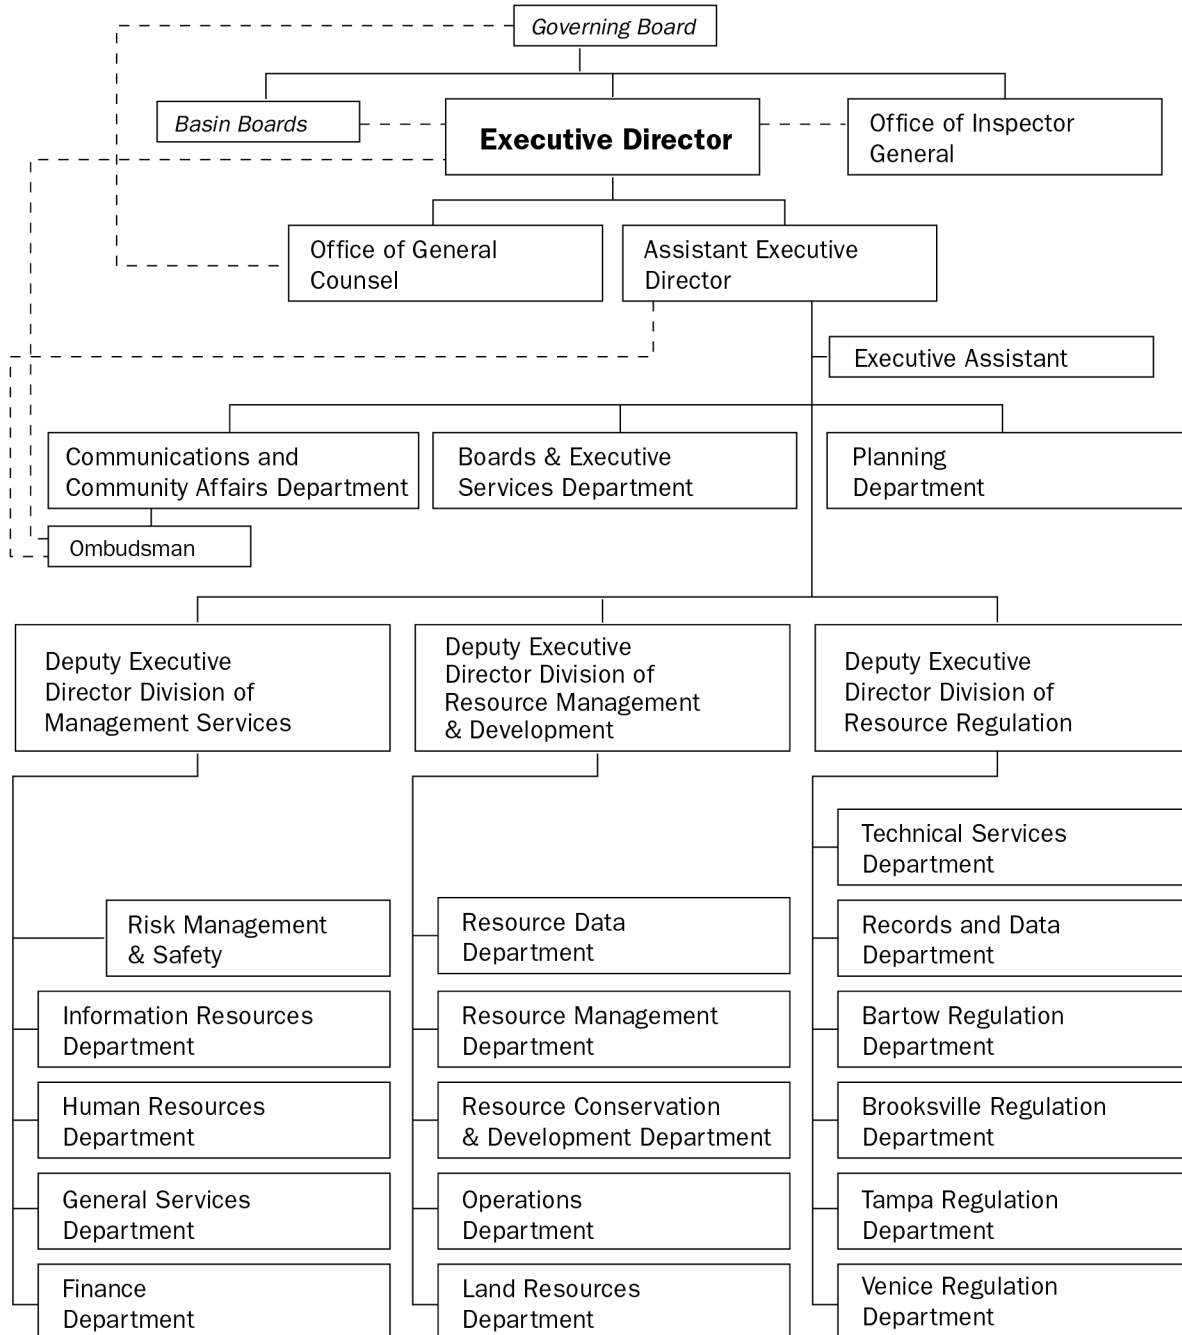 Governing Board
Basin Boards
Executive Director
Office of Inspector
General
Office of General
Counsel
Assistant Executive
Director
Executive Assistant
Communications and
Community Affairs Department
Boards & Executive
Services Department
Planning
Department
Ombudsman
Deputy Executive
Director Division of
Management Services
Deputy Executive
Director Division of
Resource Management
& Development
Deputy Executive
Director Division of
Resource Regulation
Risk Management
& Safety
Information Resources
Department
Human Resources
Department
General Services
Department
Finance
Department
Resource Data
Department
Resource Management
Department
Resource Conservation
& Development Department
Operations
Department
Land Resources
Department
Technical Services
Department
Records and Data
Department
Bartow Regulation
Department
Brooksville Regulation
Department
Tampa Regulation
Department
Venice Regulation
Department